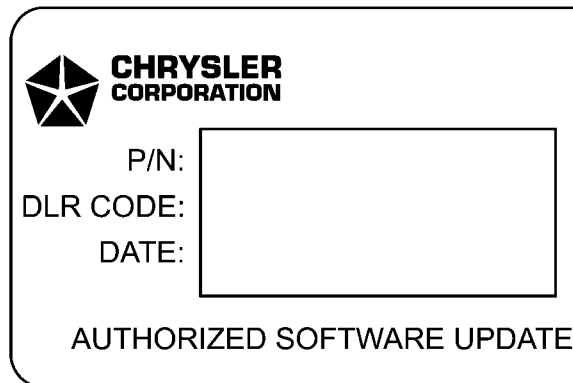 CHRYSLER
CORPORATION
P/N:
DLR CODE:
DATE:
AUTHORIZED SOFTWARE UPDATE